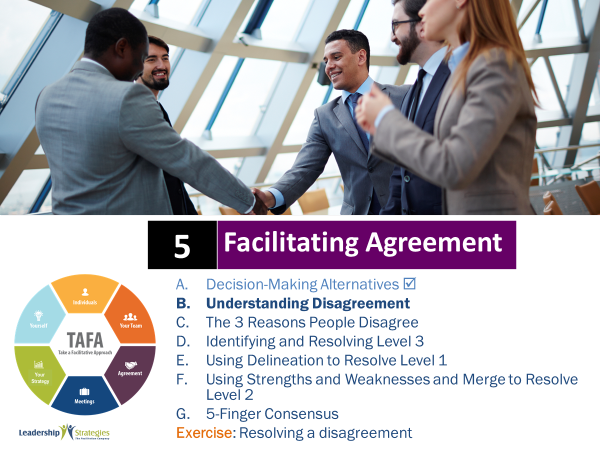 5 Facilitating Agreement
A. Decision-Making Alternatives ☑
B. Understanding Disagreement
C. The 3 Reasons People Disagree
D. Identifying and Resolving Level 3
E. Using Delineation to Resolve Level 1
F. Using Strengths and Weaknesses and Merge to Resolve
Level 2
G. 5-Finger Consensus
Exercise: Resolving a disagreement
Individuals
Yourself
Your Team
TAFA
Take a Facilitative Approach
Your
Strategy
Agreement
Meetings
Leadership Strategies
The Facilitation Company